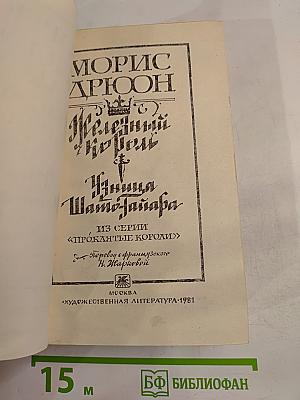 МОРИС
ДРЮОН
Железный
король
Узница
Шато-Гайара
ИЗ СЕРИИ
«ПРОКЛЯТЫЕ КОРОЛИ»
Перевод с французского
Н. Жарковой
МОСКВА
«ХУДОЖЕСТВЕННАЯ ЛИТЕРАТУРА» 1981
15 м
БФ БИБЛИОФАН